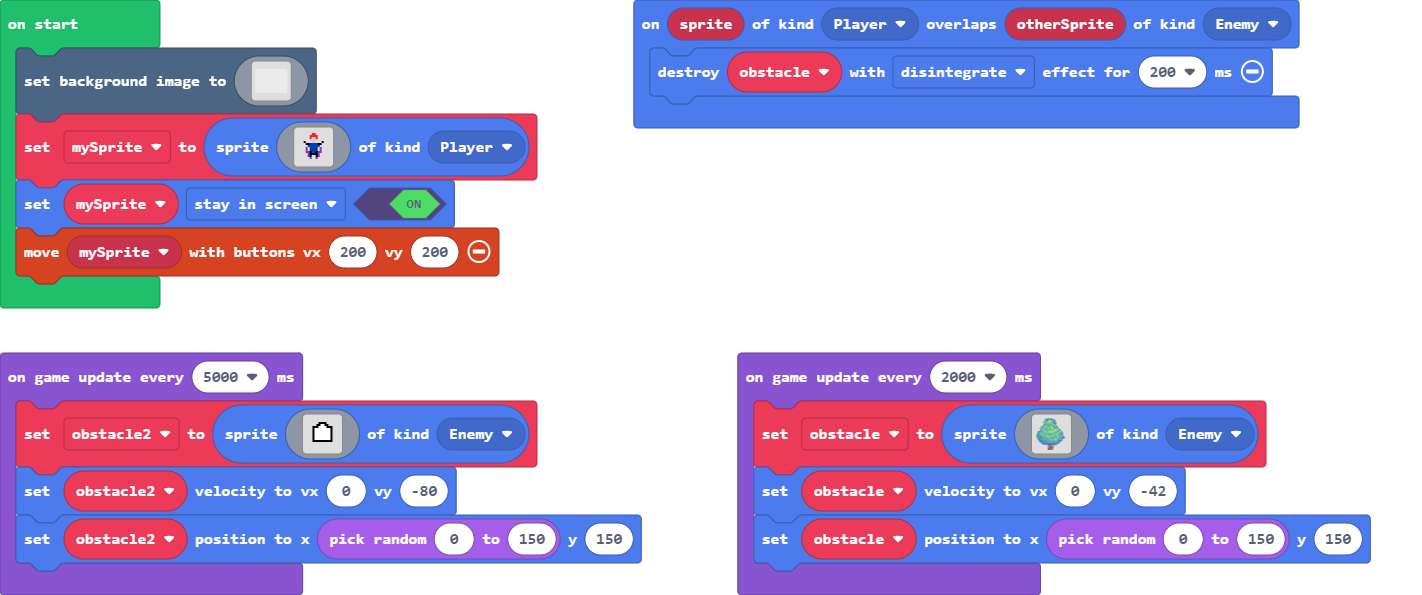 on start
set background image to
set mySprite to sprite of kind Player
set mySprite stay in screen ON
move mySprite with buttons vx 200 vy 200
on sprite of kind Player overlaps otherSprite of kind Enemy
destroy obstacle with disintegrate effect for 200 ms
on game update every 5000 ms
set obstacle2 to sprite of kind Enemy
set obstacle2 velocity to vx 0 vy -80
set obstacle2 position to x pick random 0 to 150 y 150
on game update every 2000 ms
set obstacle to sprite of kind Enemy
set obstacle velocity to vx 0 vy -42
set obstacle position to x pick random 0 to 150 y 150